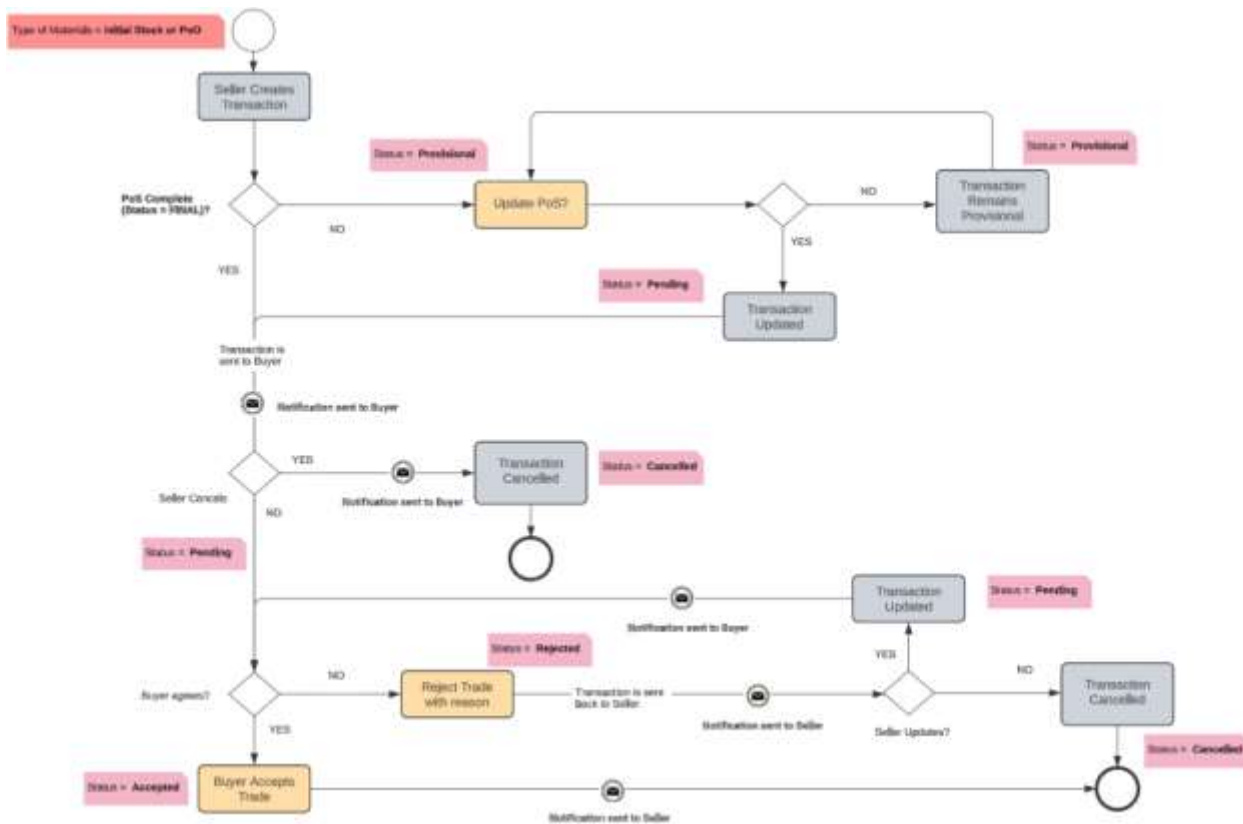 Type of Materials = Initial Stock or PoO
Seller Creates
Transaction
Status = Provisional
Status = Provisional
PoS Complete
(Status = FINAL)?
NO
Update PoS?
NO
Transaction
Remains
Provisional
YES
YES
Status = Pending
Transaction
Updated
Transaction is
sent to Buyer
Notification sent to Buyer
YES
Transaction
Cancelled
Status = Cancelled
Notification sent to Buyer
Seller Cancels
NO
Status = Pending
Transaction
Updated
Status = Pending
Notification sent to Buyer
Status = Rejected
YES
Buyer agrees?
NO
Reject Trade
with reason
Transaction is sent
Back to Seller
NO
Transaction
Cancelled
Notification sent to Seller
Seller Updates?
YES
Status = Cancelled
Status = Accepted
Buyer Accepts
Trade
Notification sent to Seller